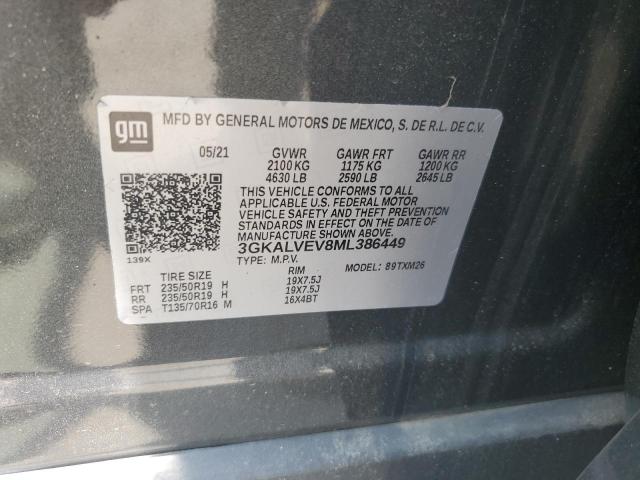 gm
MFD BY GENERAL MOTORS DE MEXICO, S. DE R.L. DE C.V.
05/21 GVWR GAWR FRT GAWR RR
2100 KG 1175 KG 1200 KG
4630 LB 2590 LB 2645 LB
THIS VEHICLE CONFORMS TO ALL
APPLICABLE U.S. FEDERAL MOTOR
VEHICLE SAFETY AND THEFT PREVENTION
STANDARDS IN EFFECT ON THE DATE OF
MANUFACTURE SHOWN ABOVE.
3GKALVEV8ML386449
139X
TYPE: M.P.V.
MODEL: 89TXM26
TIRE SIZE RIM
FRT 235/50R19 H 19X7.5J
RR 235/50R19 H 19X7.5J
SPA T135/70R16 M 16X4BT